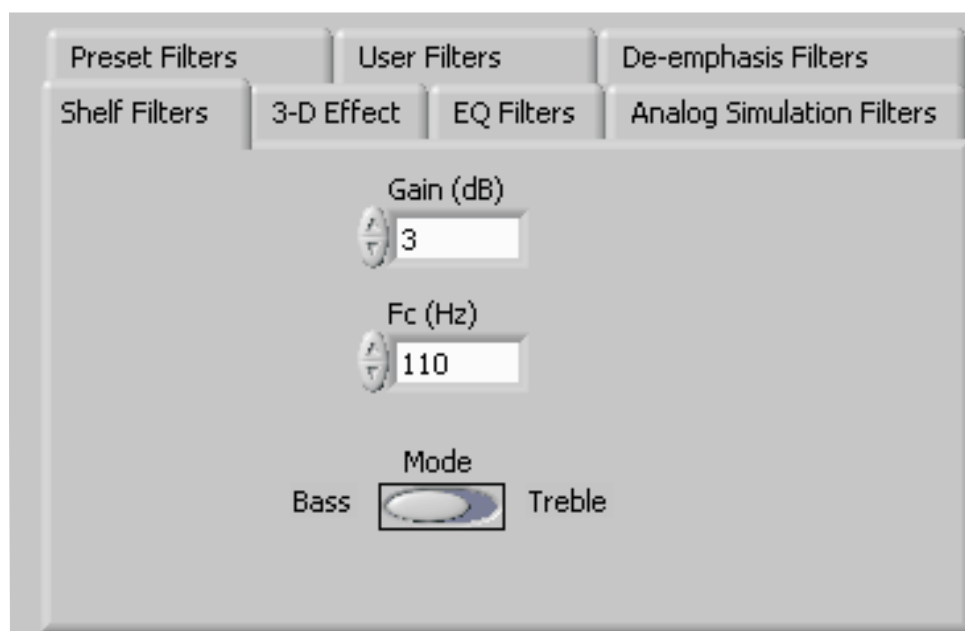 Preset Filters User Filters De-emphasis Filters
Shelf Filters 3-D Effect EQ Filters Analog Simulation Filters
Gain (dB)
3
Fc (Hz)
110
Mode
Bass Treble